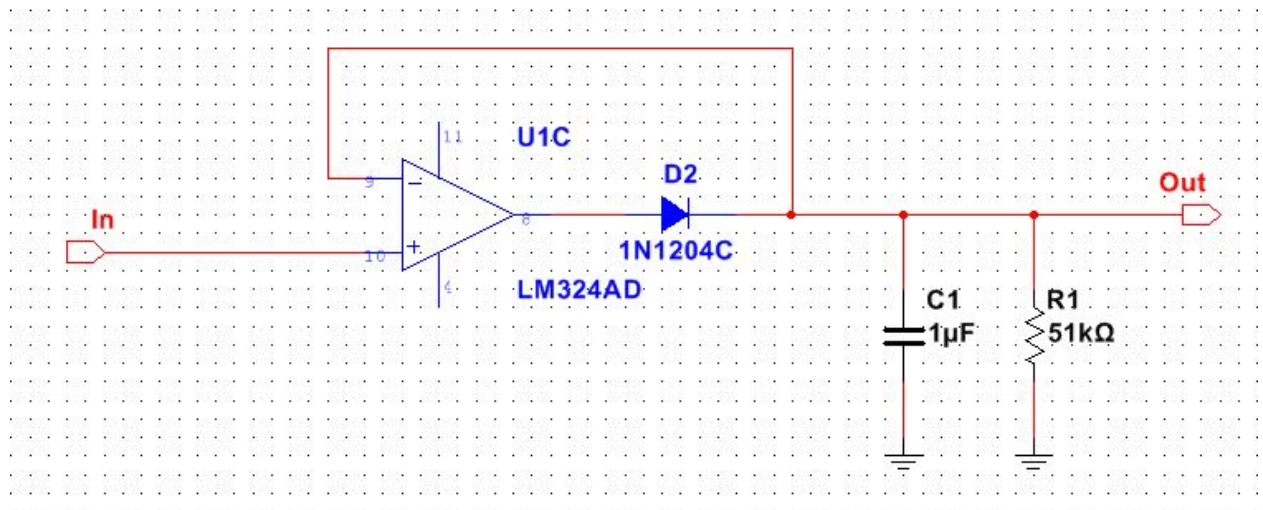 11
U1C
D2
Out
9
−
In
8
10
+
1N1204C
4
LM324AD
C1
R1
1µF
51kΩ